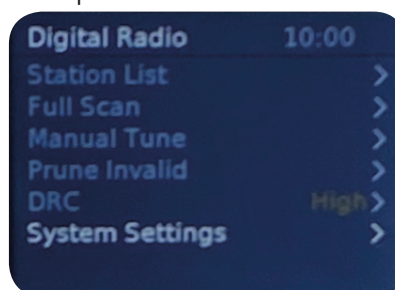 Digital Radio 10:00
Station List >
Full Scan >
Manual Tune >
Prune Invalid >
DRC High >
System Settings >